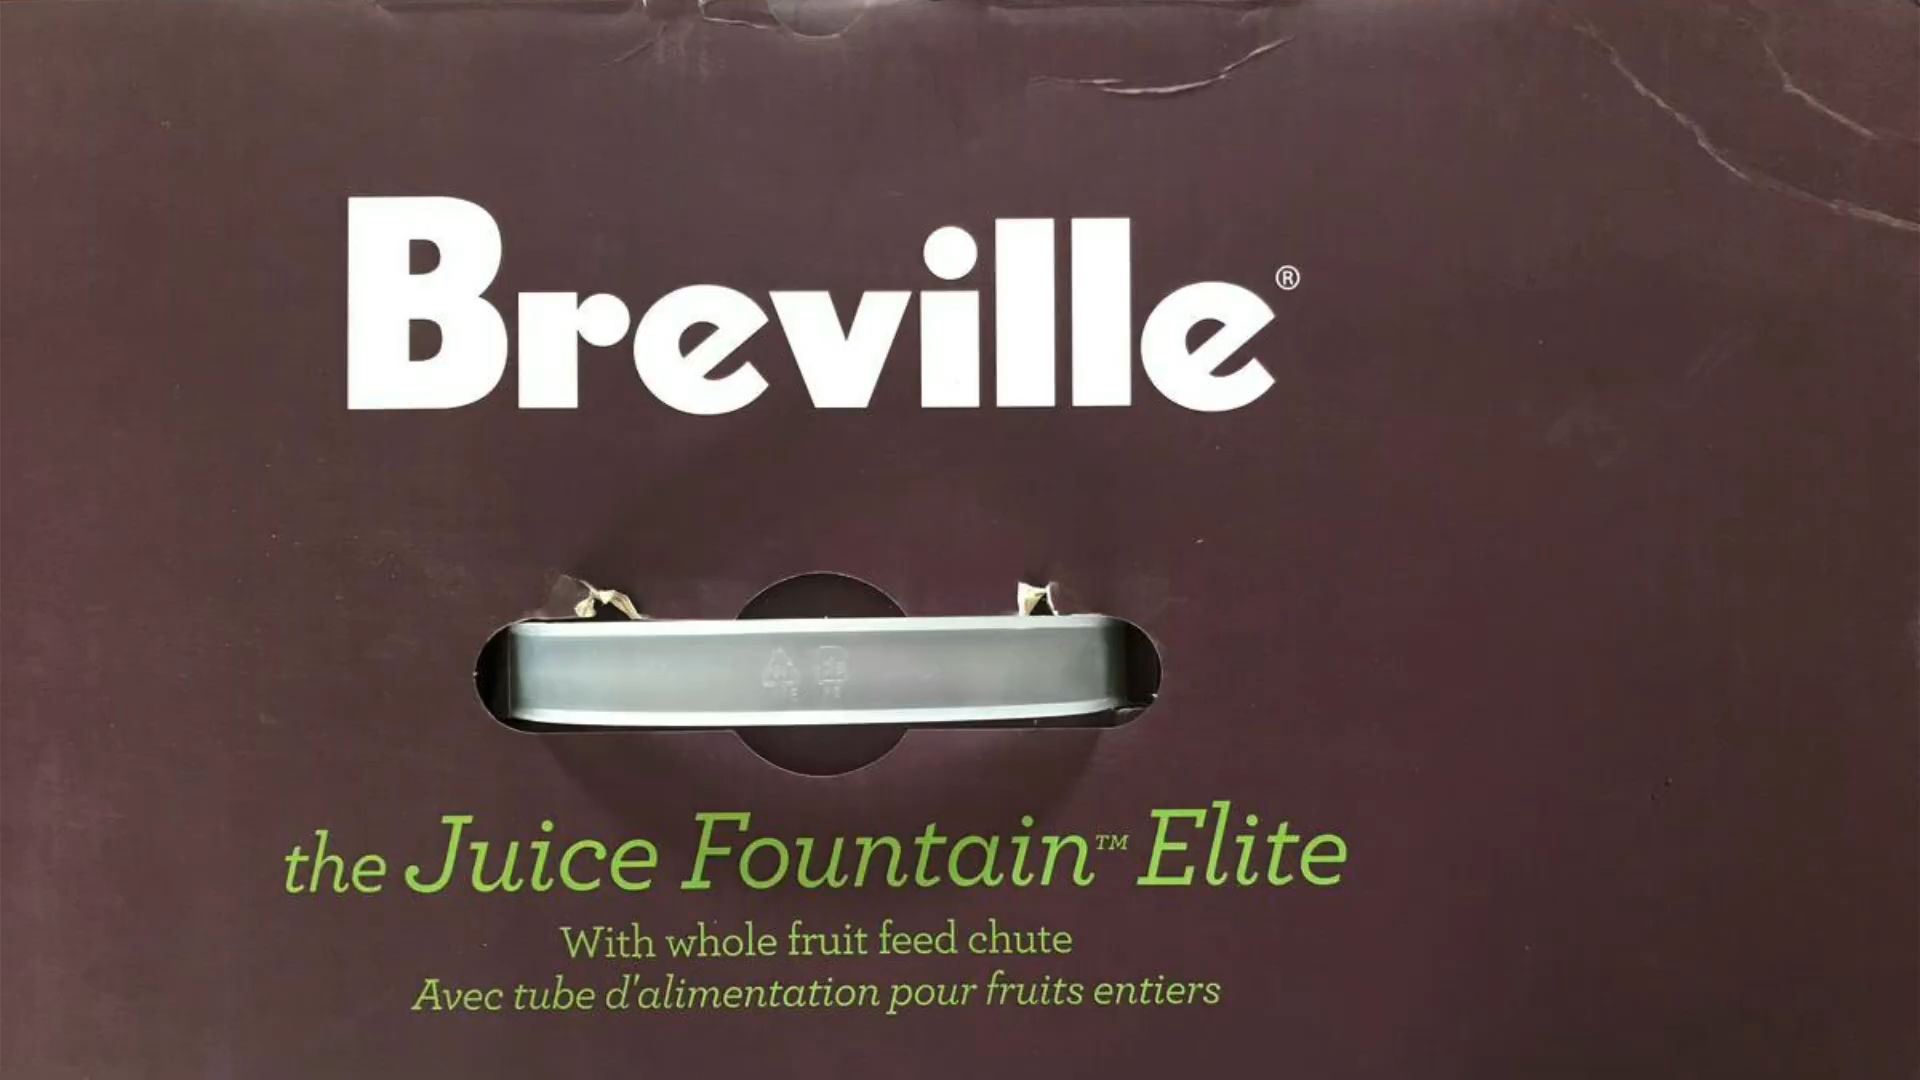 Breville®
the Juice Fountain™ Elite
With whole fruit feed chute
Avec tube d'alimentation pour fruits entiers